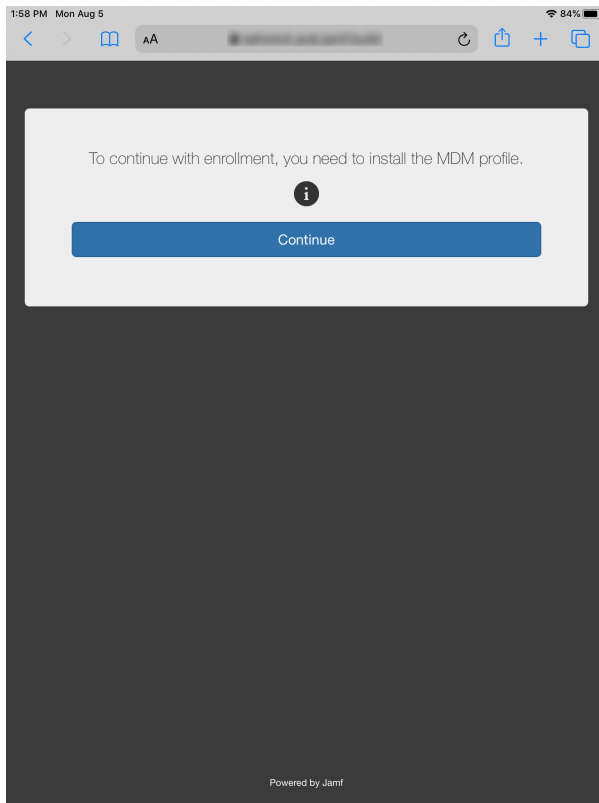 1:58 PM Mon Aug 5 84%
AA
To continue with enrollment, you need to install the MDM profile.
i
Continue
Powered by Jamf